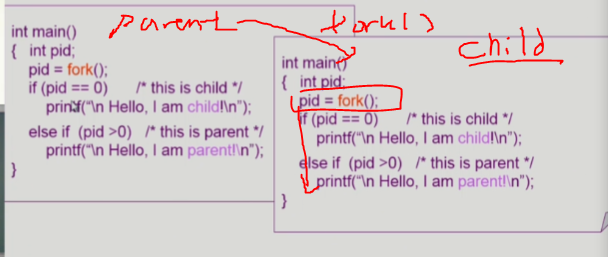 parent
fork()
child
int main()
{ int pid;
pid = fork();
if (pid == 0) /* this is child */
printf("\n Hello, I am child!\n");
else if (pid >0) /* this is parent */
printf("\n Hello, I am parent!\n");
}
int main()
{ int pid;
pid = fork();
if (pid == 0) /* this is child */
printf("\n Hello, I am child!\n");
else if (pid >0) /* this is parent */
printf("\n Hello, I am parent!\n");
}